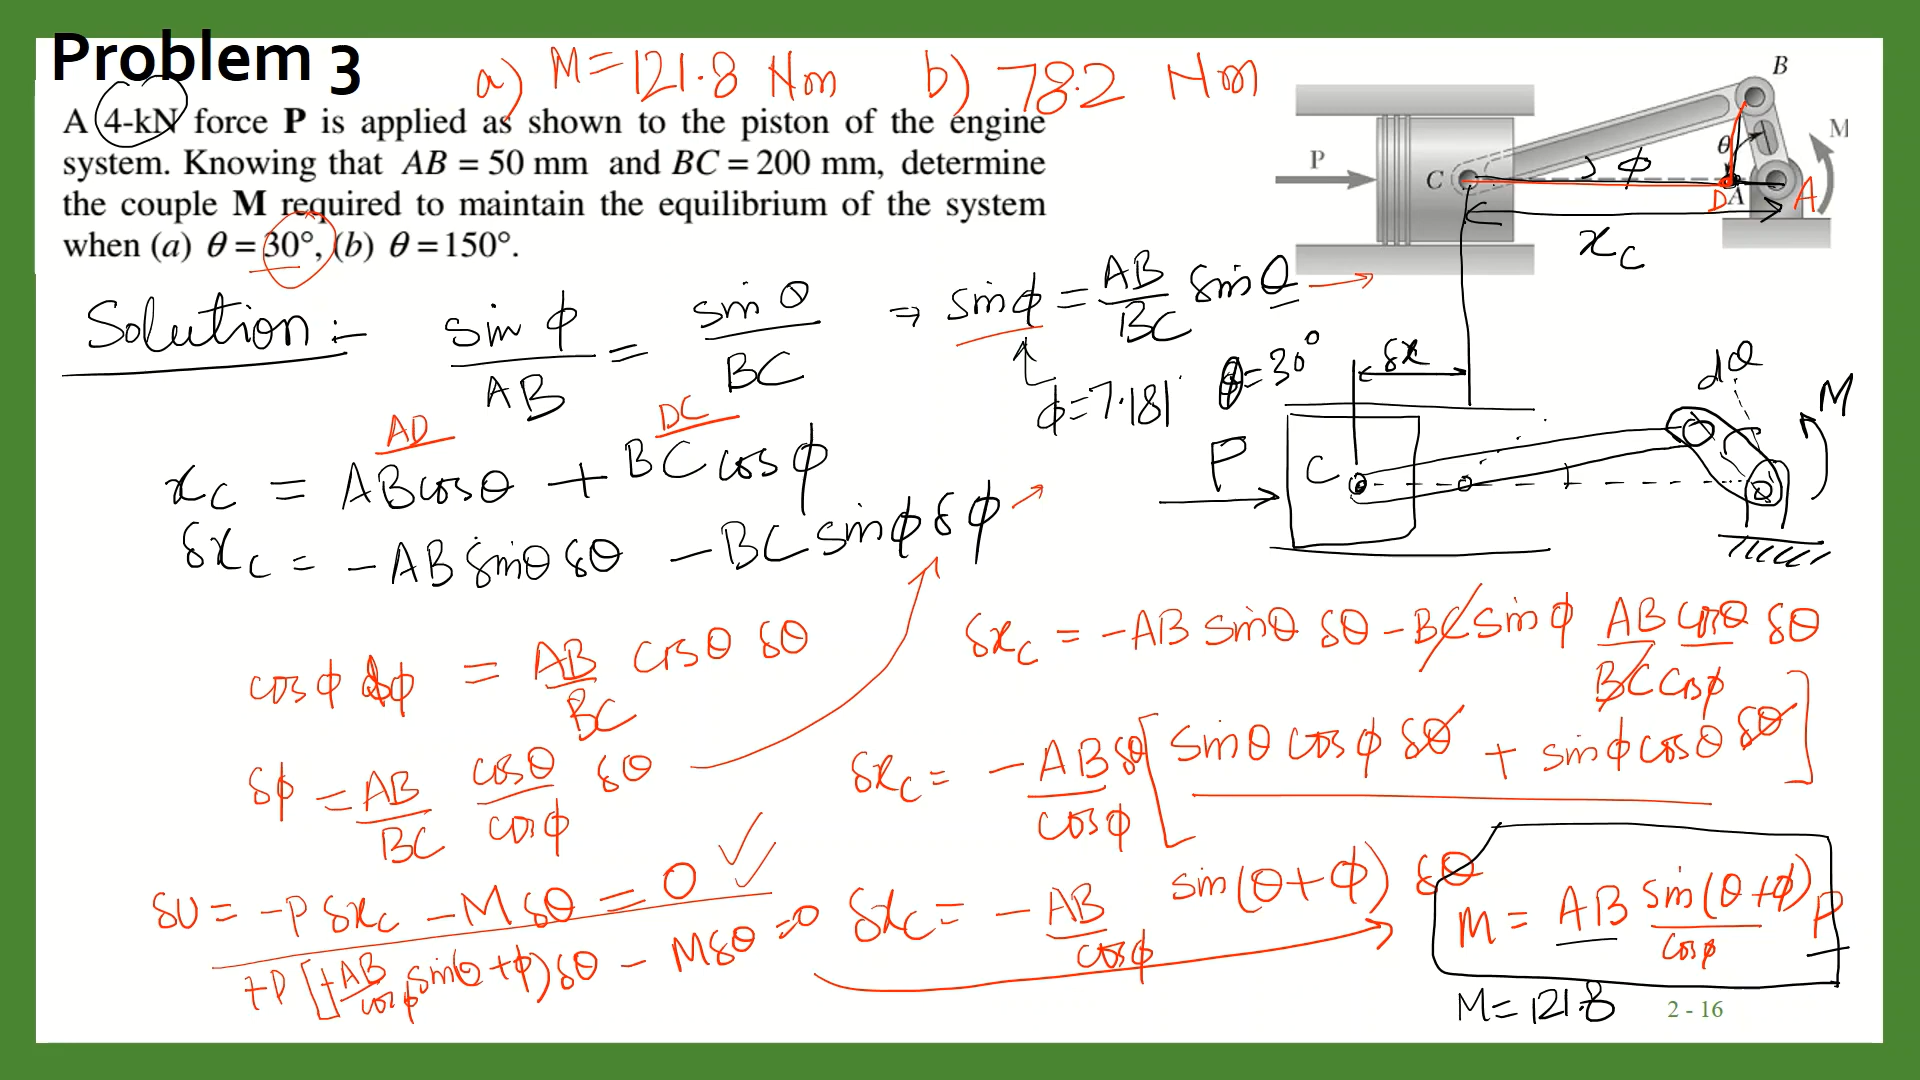 Problem 3
a) M = 121.8 Nm b) 78.2 Nm
A 4-kN force P is applied as shown to the piston of the engine
system. Knowing that AB = 50 mm and BC = 200 mm, determine
the couple M required to maintain the equilibrium of the system
when (a) θ = 30°, (b) θ = 150°.
B
M
θ
P
C
ϕ
D
A
A
x_C
Solution :-
sin ϕ / AB = sin θ / BC ⇒ sin ϕ = AB/BC sin θ →
ϕ = 7.181
θ = 30°
δx
dθ
M
P
C
AD
DC
x_C = AB cos θ + BC cos ϕ
δx_C = - AB sin θ δθ - BC sin ϕ δϕ →
cos ϕ δϕ = AB/BC cos θ δθ
δϕ = AB/BC cos θ/cos ϕ δθ
δU = -P δx_C - M δθ = 0
+P [+AB/cos ϕ sin(θ+ϕ) δθ - M δθ = 0
δx_C = - AB sin θ δθ - BC sin ϕ AB cos θ/BC cos ϕ δθ
δx_C = - AB δθ/cos ϕ [sin θ cos ϕ δθ + sin ϕ cos θ δθ]
δx_C = - AB/cos ϕ sin(θ+ϕ) δθ
M = AB sin(θ+ϕ)/cos ϕ P
M = 121.8
2 - 16